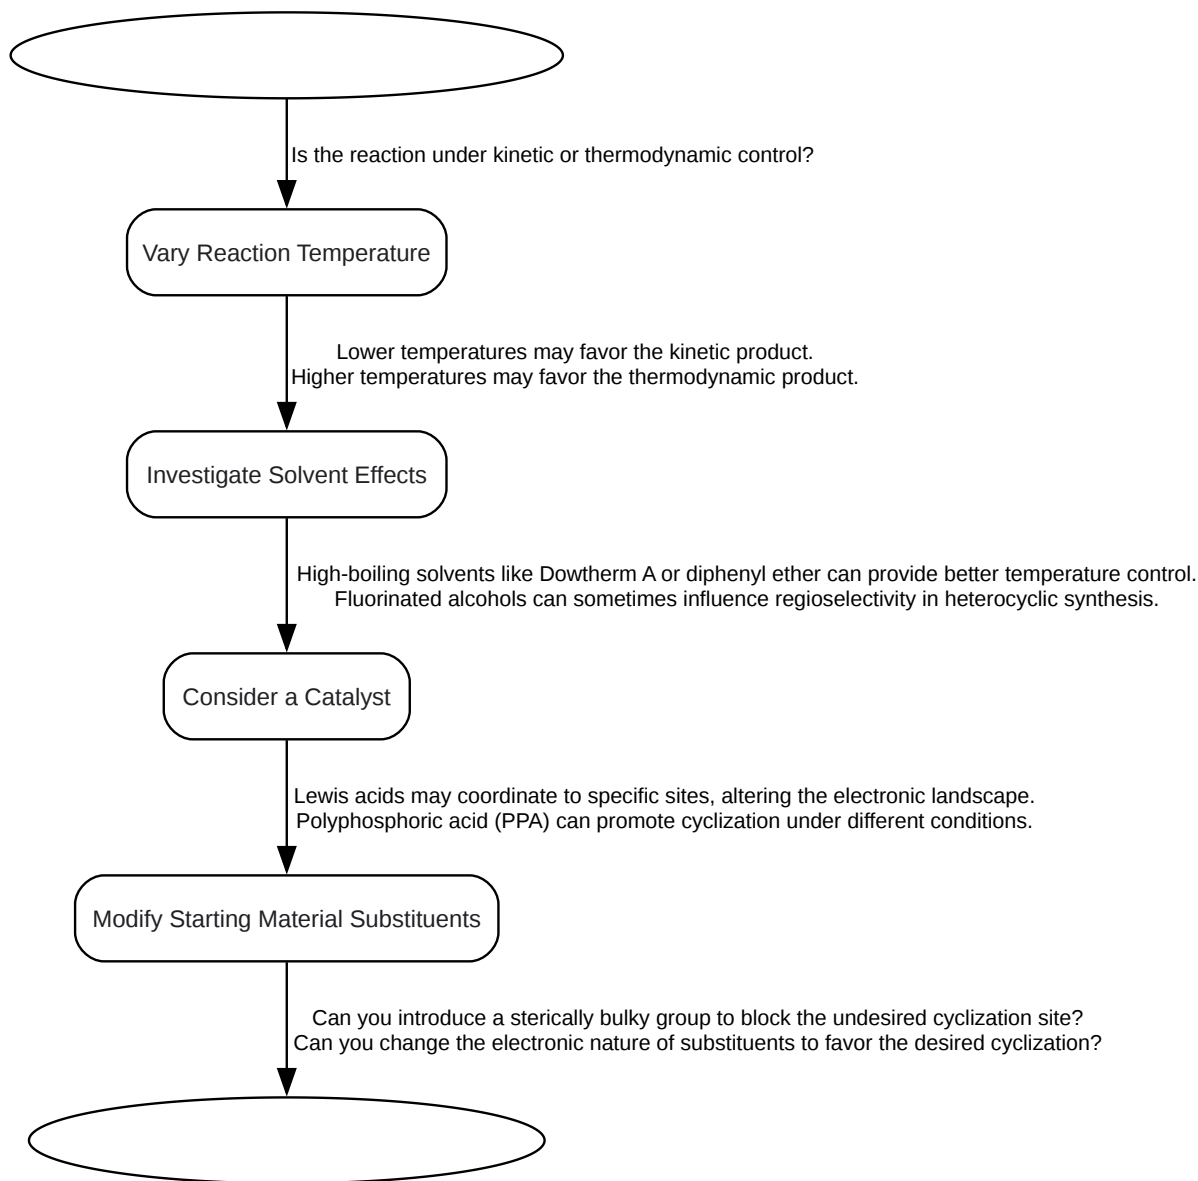 Is the reaction under kinetic or thermodynamic control?
Vary Reaction Temperature
Lower temperatures may favor the kinetic product.
Higher temperatures may favor the thermodynamic product.
Investigate Solvent Effects
High-boiling solvents like Dowtherm A or diphenyl ether can provide better temperature control.
Fluorinated alcohols can sometimes influence regioselectivity in heterocyclic synthesis.
Consider a Catalyst
Lewis acids may coordinate to specific sites, altering the electronic landscape.
Polyphosphoric acid (PPA) can promote cyclization under different conditions.
Modify Starting Material Substituents
Can you introduce a sterically bulky group to block the undesired cyclization site?
Can you change the electronic nature of substituents to favor the desired cyclization?